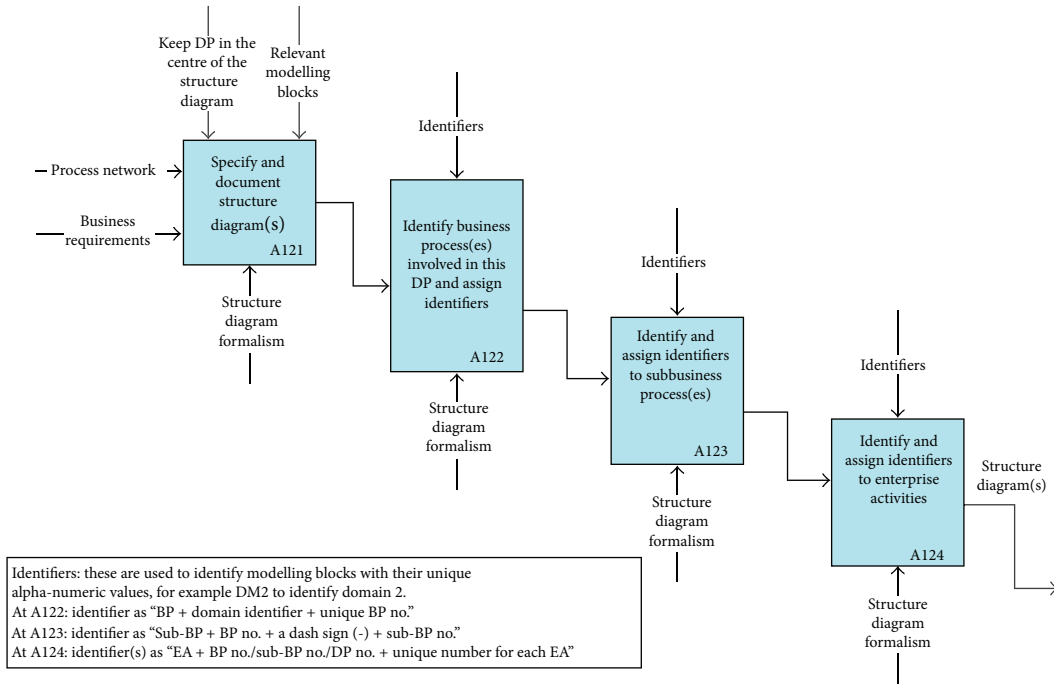 Keep DP in the
centre of the
structure
diagram
Relevant
modelling
blocks
Process network
Business
requirements
Specify and
document
structure
diagram(s)
A121
Structure
diagram
formalism
Identifiers
Identify business
process(es)
involved in this
DP and assign
identifiers
A122
Structure
diagram
formalism
Identifiers
Identify and
assign identifiers
to subbusiness
process(es)
A123
Structure
diagram
formalism
Identifiers
Identify and
assign identifiers
to enterprise
activities
A124
Structure
diagram(s)
Structure
diagram
formalism
Identifiers: these are used to identify modelling blocks with their unique
alpha-numeric values, for example DM2 to identify domain 2.
At A122: identifier as “BP + domain identifier + unique BP no.”
At A123: identifier as “Sub-BP + BP no. + a dash sign (-) + sub-BP no.”
At A124: identifier(s) as “EA + BP no./sub-BP no./DP no. + unique number for each EA”